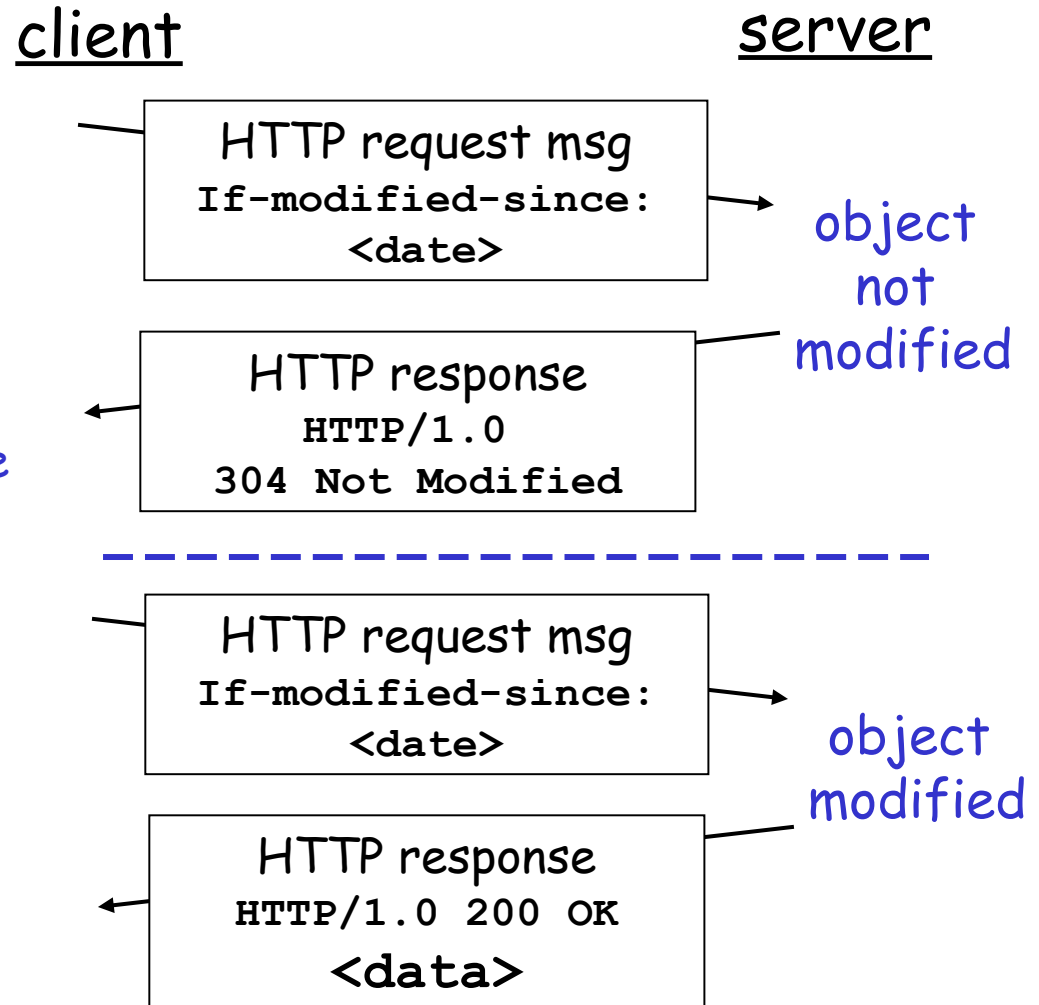 client
server
HTTP request msg
If-modified-since:
<date>
object
not
modified
HTTP response
HTTP/1.0
304 Not Modified
HTTP request msg
If-modified-since:
<date>
object
modified
HTTP response
HTTP/1.0 200 OK
<data>